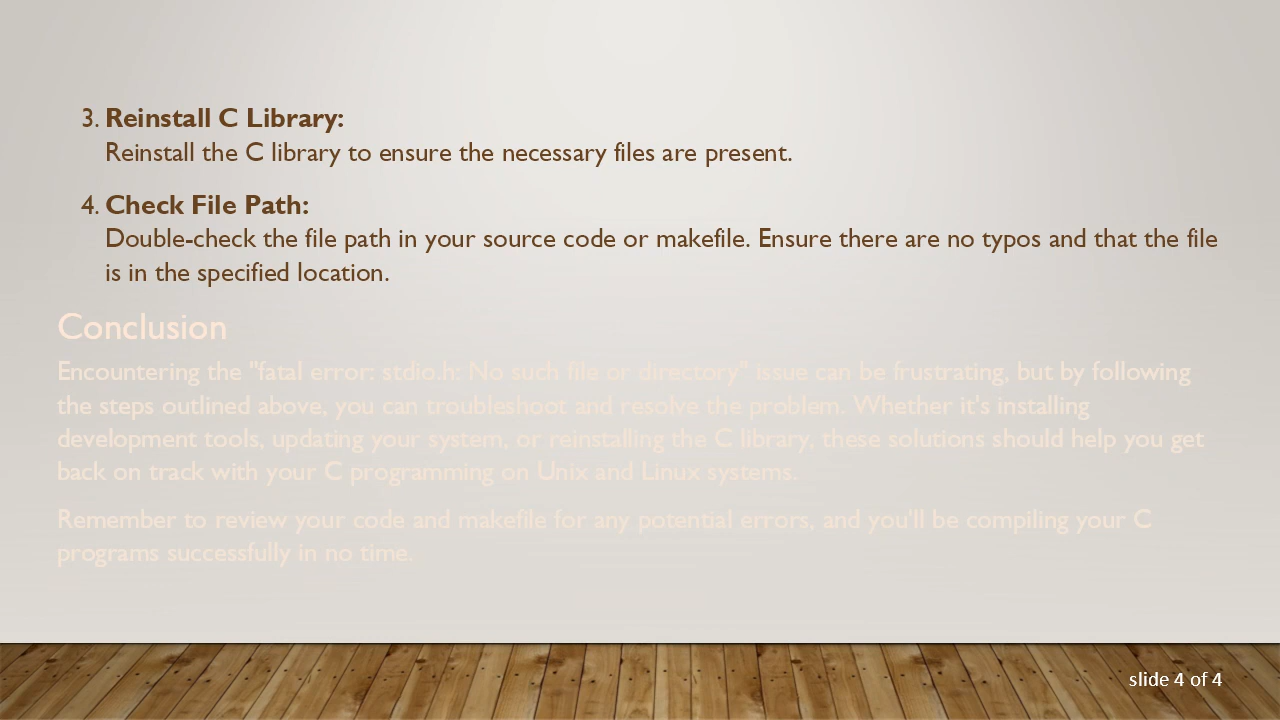 3. Reinstall C Library:
Reinstall the C library to ensure the necessary files are present.
4. Check File Path:
Double-check the file path in your source code or makefile. Ensure there are no typos and that the file
is in the specified location.
Conclusion
Encountering the "fatal error: stdio.h: No such file or directory" issue can be frustrating, but by following
the steps outlined above, you can troubleshoot and resolve the problem. Whether it's installing
development tools, updating your system, or reinstalling the C library, these solutions should help you get
back on track with your C programming on Unix and Linux systems.
Remember to review your code and makefile for any potential errors, and you'll be compiling your C
programs successfully in no time.
slide 4 of 4